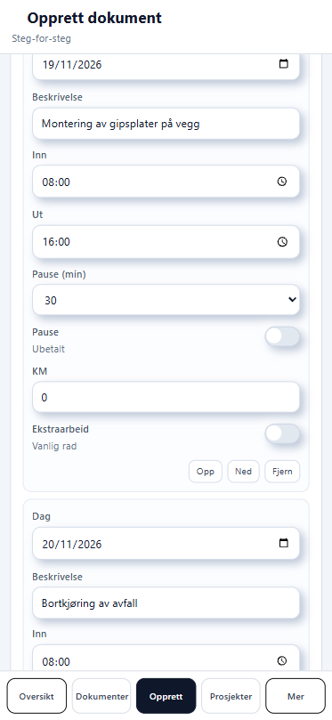 Opprett dokument
Steg-for-steg
19/11/2026
Beskrivelse
Montering av gipsplater på vegg
Inn
08:00
Ut
16:00
Pause (min)
30
Pause
Ubetalt
KM
0
Ekstraarbeid
Vanlig rad
Opp Ned Fjern
Dag
20/11/2026
Beskrivelse
Bortkjøring av avfall
Inn
08:00
Oversikt Dokumenter Opprett Prosjekter Mer